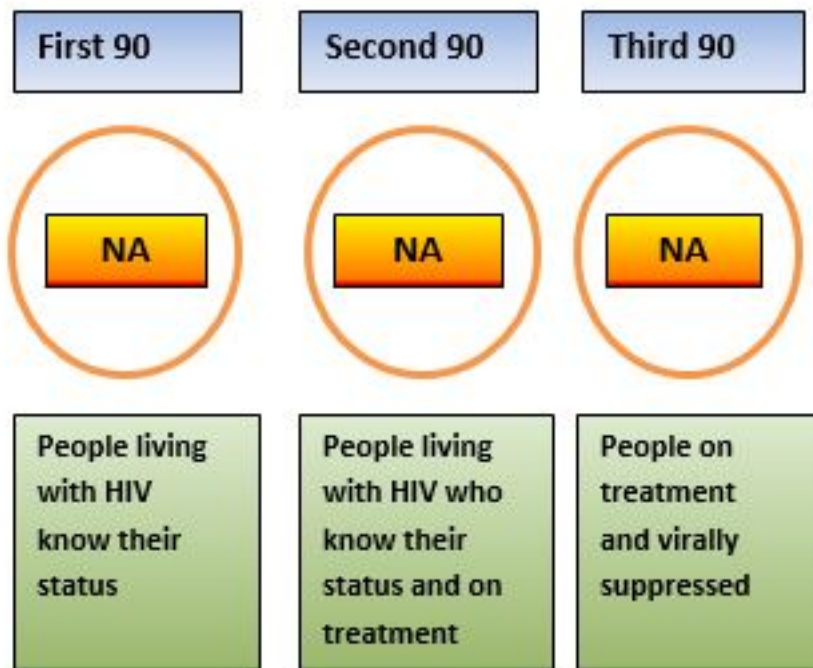 First 90
Second 90
Third 90
NA
NA
NA
People living
with HIV
know their
status
People living
with HIV who
know their
status and on
treatment
People on
treatment
and virally
suppressed